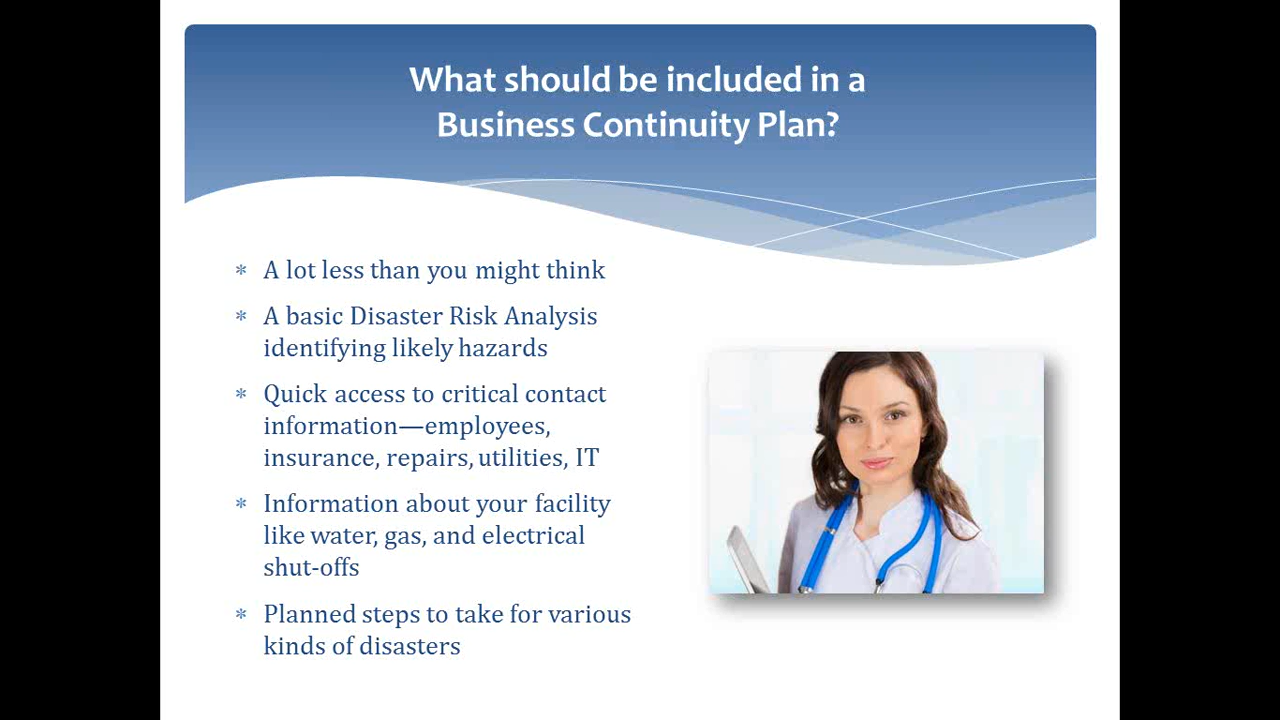 What should be included in a
Business Continuity Plan?
* A lot less than you might think
* A basic Disaster Risk Analysis
identifying likely hazards
* Quick access to critical contact
information—employees,
insurance, repairs, utilities, IT
* Information about your facility
like water, gas, and electrical
shut-offs
* Planned steps to take for various
kinds of disasters